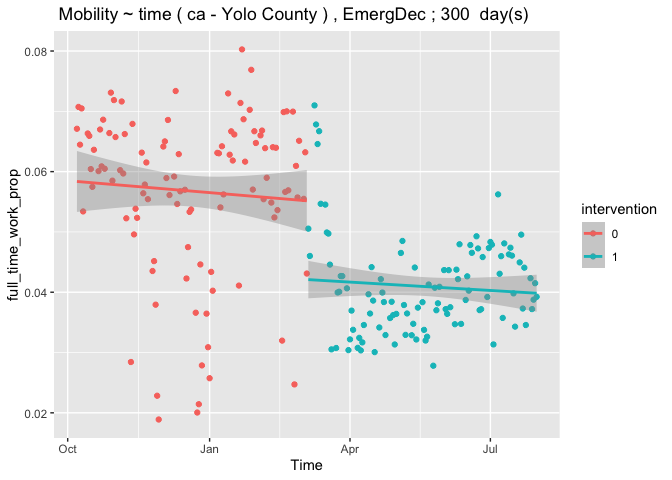 Mobility ~ time ( ca - Yolo County ) , EmergDec ; 300 day(s)
0.08
0.06
0.04
0.02
full_time_work_prop
Oct
Jan
Apr
Jul
Time
intervention
0
1